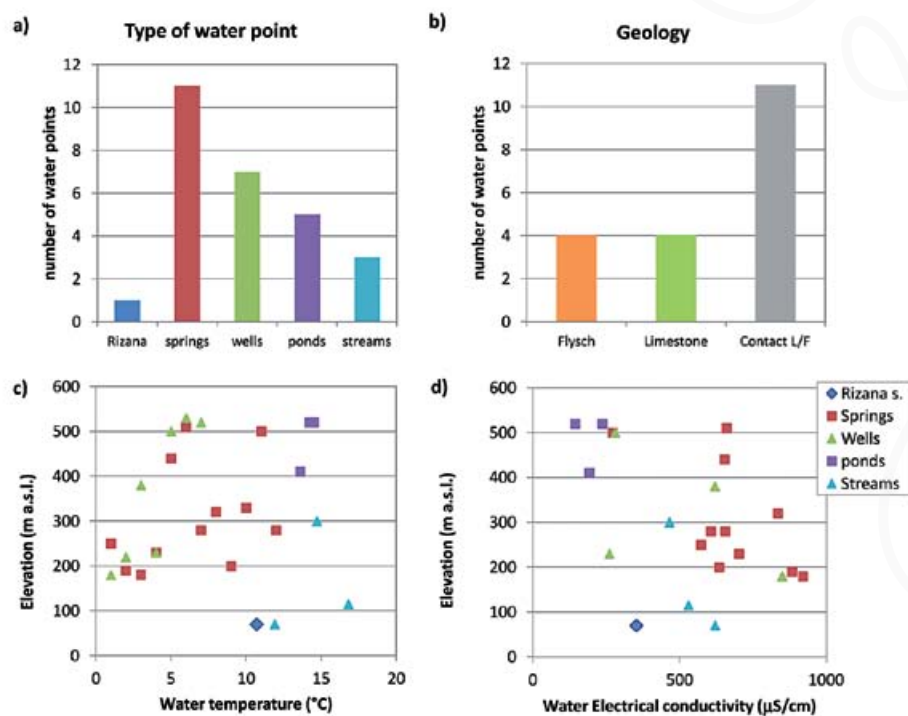 a) Type of water point
number of water points
12
10
8
6
4
2
0
Rizana springs wells ponds streams
b) Geology
number of water points
12
10
8
6
4
2
0
Flysch Limestone Contact L/F
c)
Elevation (m a.s.l.)
600
500
400
300
200
100
0
0 5 10 15 20
Water temperature (°C)
d)
Elevation (m a.s.l.)
600
500
400
300
200
100
0
0 500 1000
Water Electrical conductivity (µS/cm)
Rizana s.
Springs
Wells
ponds
Streams